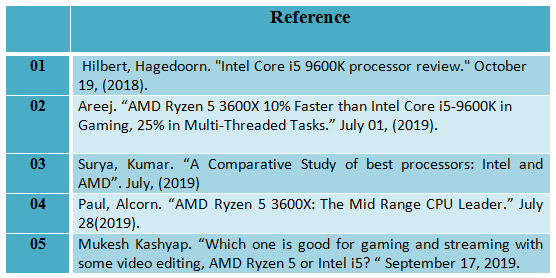 Reference
01 Hilbert, Hagedoorn. "Intel Core i5 9600K processor review." October
19, (2018).
02 Areej. “AMD Ryzen 5 3600X 10% Faster than Intel Core i5-9600K in
Gaming, 25% in Multi-Threaded Tasks.” July 01, (2019).
03 Surya, Kumar. “A Comparative Study of best processors: Intel and
AMD”. July, (2019)
04 Paul, Alcorn. “AMD Ryzen 5 3600X: The Mid Range CPU Leader.” July
28(2019).
05 Mukesh Kashyap. “Which one is good for gaming and streaming with
some video editing, AMD Ryzen 5 or Intel i5? “ September 17, 2019.